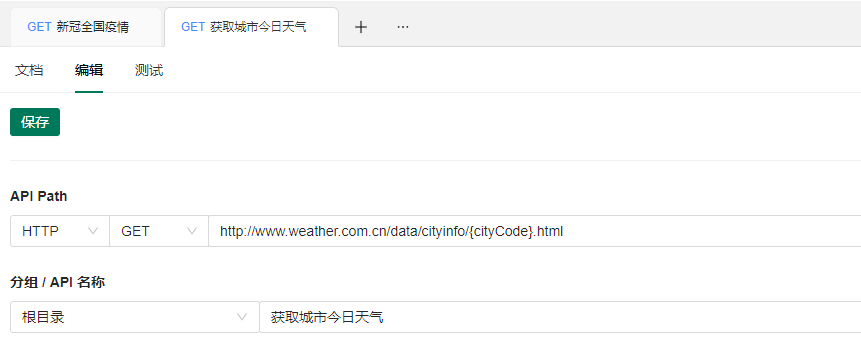 GET 新冠全国疫情 GET 获取城市今日天气 + ···
文档 编辑 测试
保存
API Path
HTTP GET http://www.weather.com.cn/data/cityinfo/{cityCode}.html
分组 / API 名称
根目录 获取城市今日天气